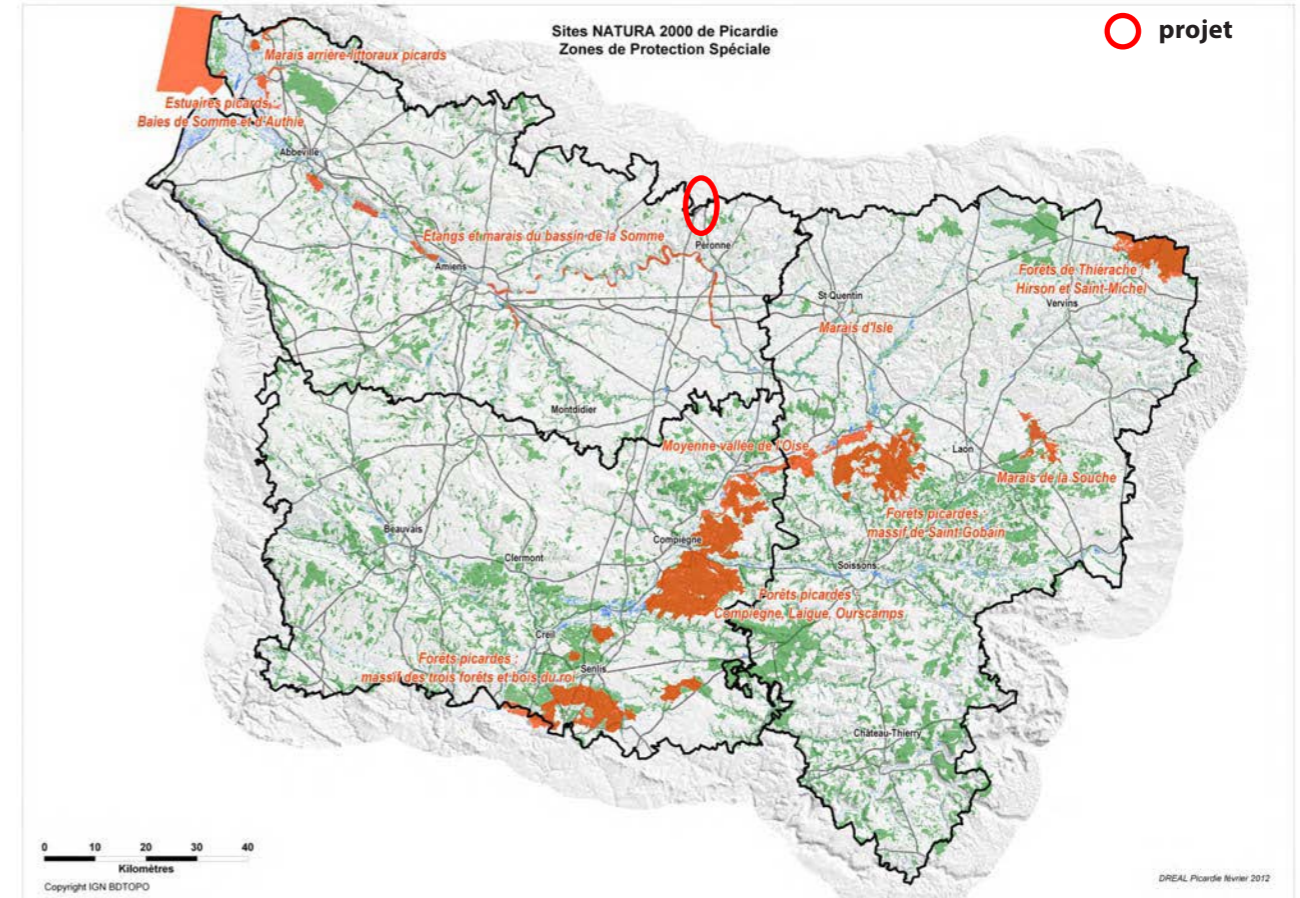 Sites NATURA 2000 de Picardie
Zones de Protection Spéciale
projet
Marais arrière-littoraux picards
Estuaires picards :
Baies de Somme et d'Authie
Abbeville
Etangs et marais du bassin de la Somme
Péronne
Amiens
Forêts de Thiérache :
Hirson et Saint-Michel
Vervins
St-Quentin
Marais d'Isle
Montdidier
Moyenne vallée de l'Oise
Laon
Marais de la Souche
Forêts picardes :
massif de Saint-Gobain
Beauvais
Compiègne
Clermont
Soissons
Forêts picardes :
Compiègne, Laigue, Ourscamps
Creil
Forêts picardes :
massif des trois forêts et bois du roi
Senlis
Château-Thierry
0 10 20 30 40
Kilomètres
Copyright IGN BDTOPO
DREAL Picardie février 2012